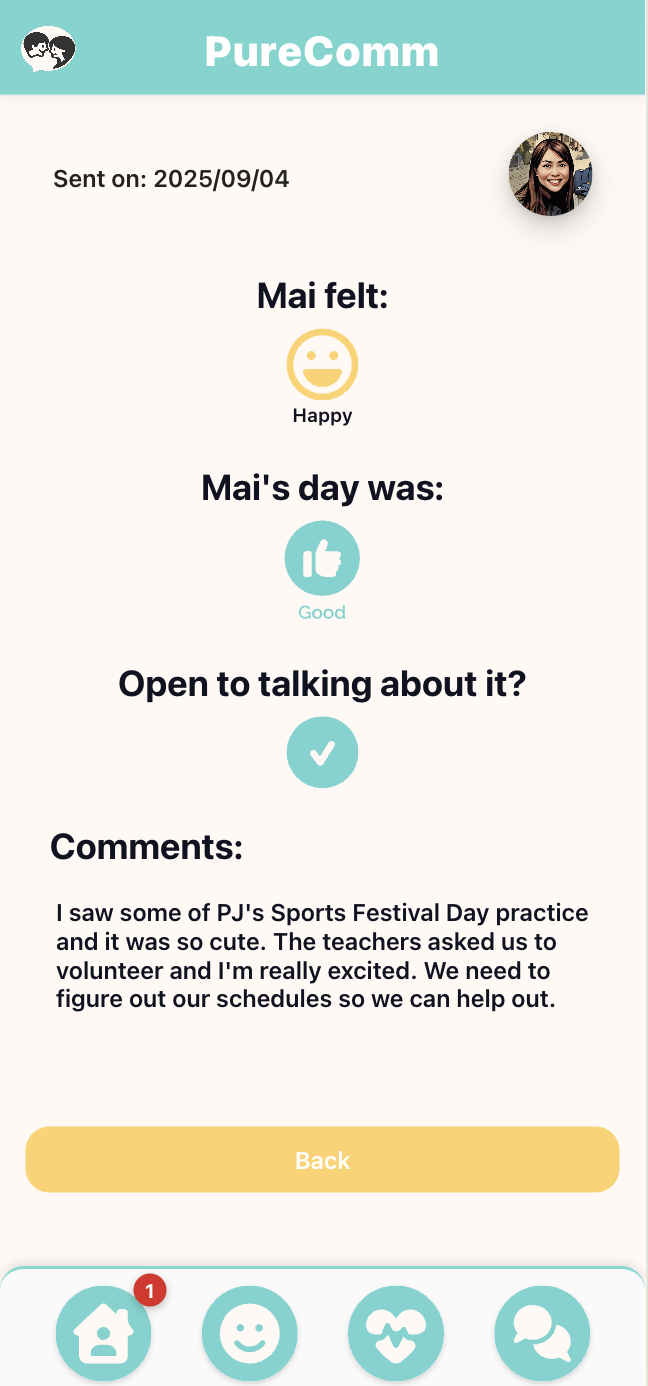 PureComm
Sent on: 2025/09/04
Mai felt:
Happy
Mai's day was:
Good
Open to talking about it?
Comments:
I saw some of PJ's Sports Festival Day practice
and it was so cute. The teachers asked us to
volunteer and I'm really excited. We need to
figure out our schedules so we can help out.
Back
1